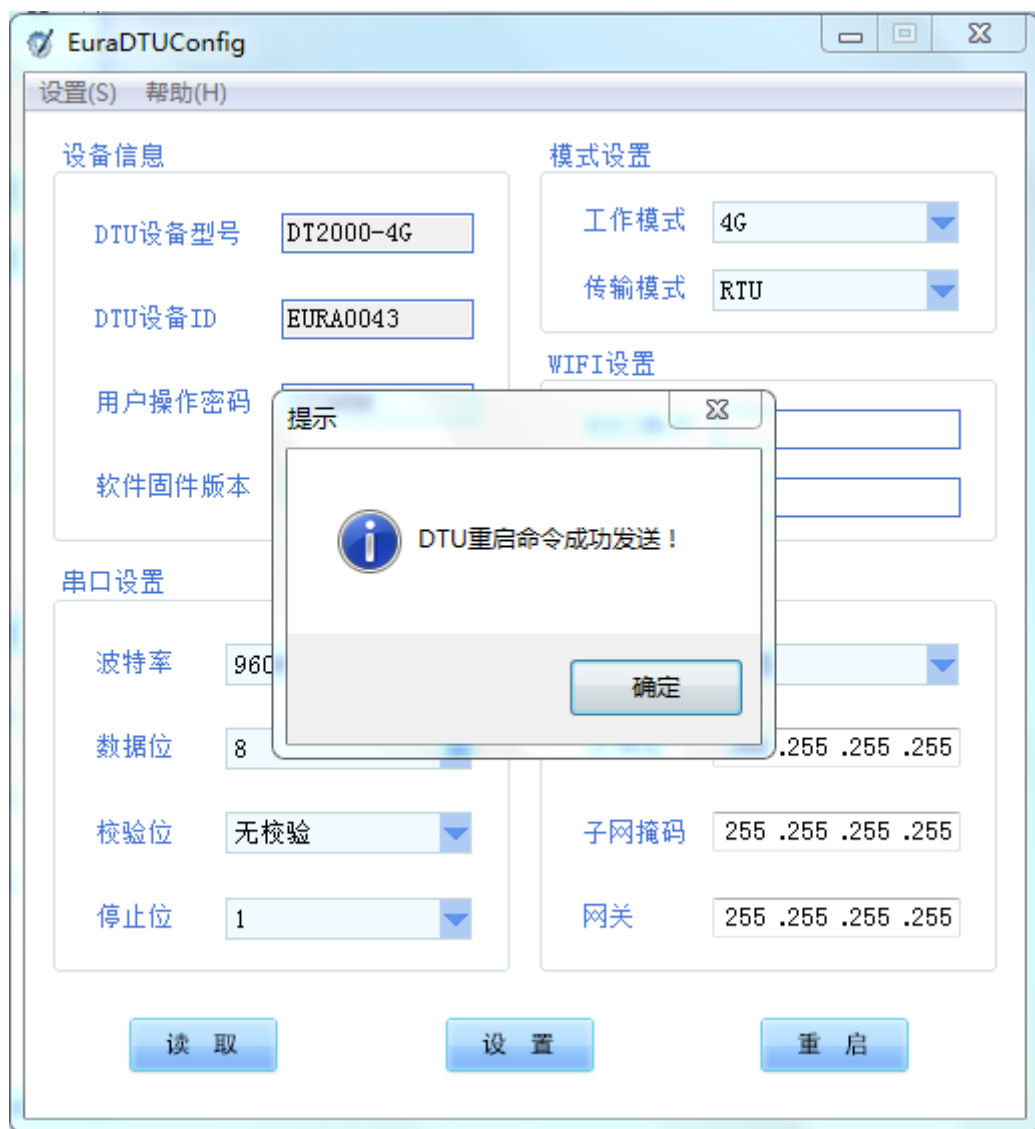 EuraDTUConfig
设置(S) 帮助(H)
设备信息
DTU设备型号 DT2000-4G
DTU设备ID EURA0043
用户操作密码
软件固件版本
模式设置
工作模式 4G
传输模式 RTU
WIFI设置
提示
DTU重启命令成功发送！
确定
串口设置
波特率 960
数据位 8
校验位 无校验
停止位 1
.255 .255 .255
子网掩码 255 .255 .255 .255
网关 255 .255 .255 .255
读 取
设 置
重 启